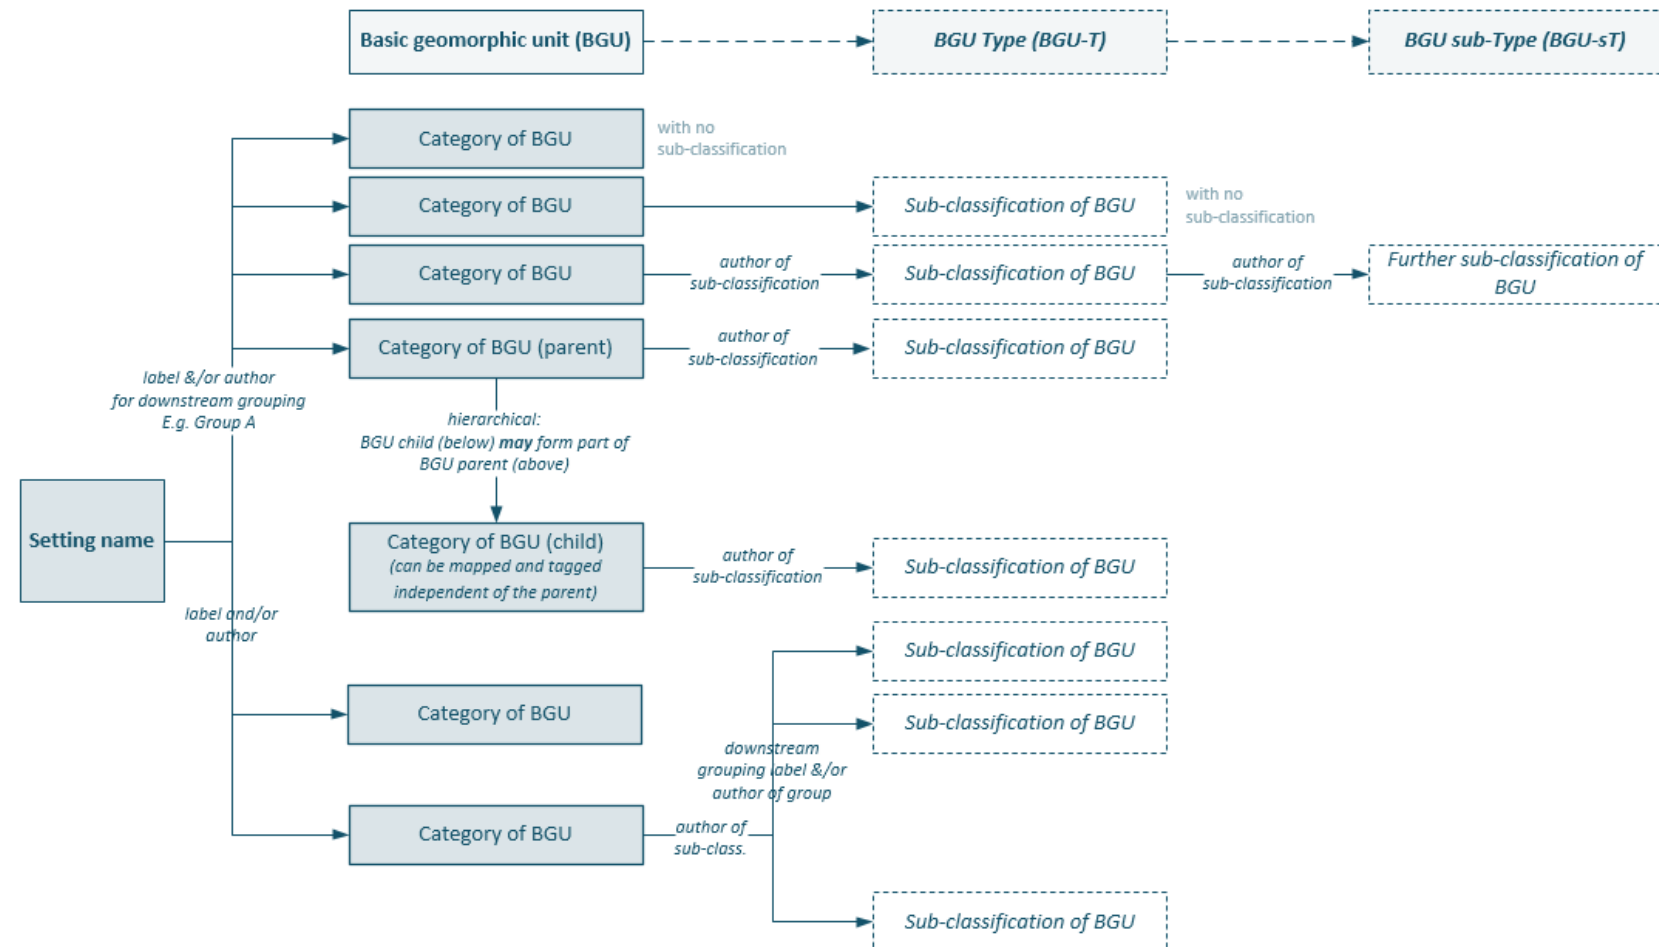 Basic geomorphic unit (BGU)
BGU Type (BGU-T)
BGU sub-Type (BGU-sT)
Category of BGU
with no
sub-classification
Category of BGU
Sub-classification of BGU
with no
sub-classification
Category of BGU
author of
sub-classification
Sub-classification of BGU
author of
sub-classification
Further sub-classification of
BGU
Category of BGU (parent)
author of
sub-classification
Sub-classification of BGU
label &/or author
for downstream grouping
E.g. Group A
hierarchical:
BGU child (below) may form part of
BGU parent (above)
Setting name
Category of BGU (child)
(can be mapped and tagged
independent of the parent)
author of
sub-classification
Sub-classification of BGU
label and/or
author
Sub-classification of BGU
Category of BGU
Sub-classification of BGU
downstream
grouping label &/or
author of group
Category of BGU
author of
sub-class.
Sub-classification of BGU